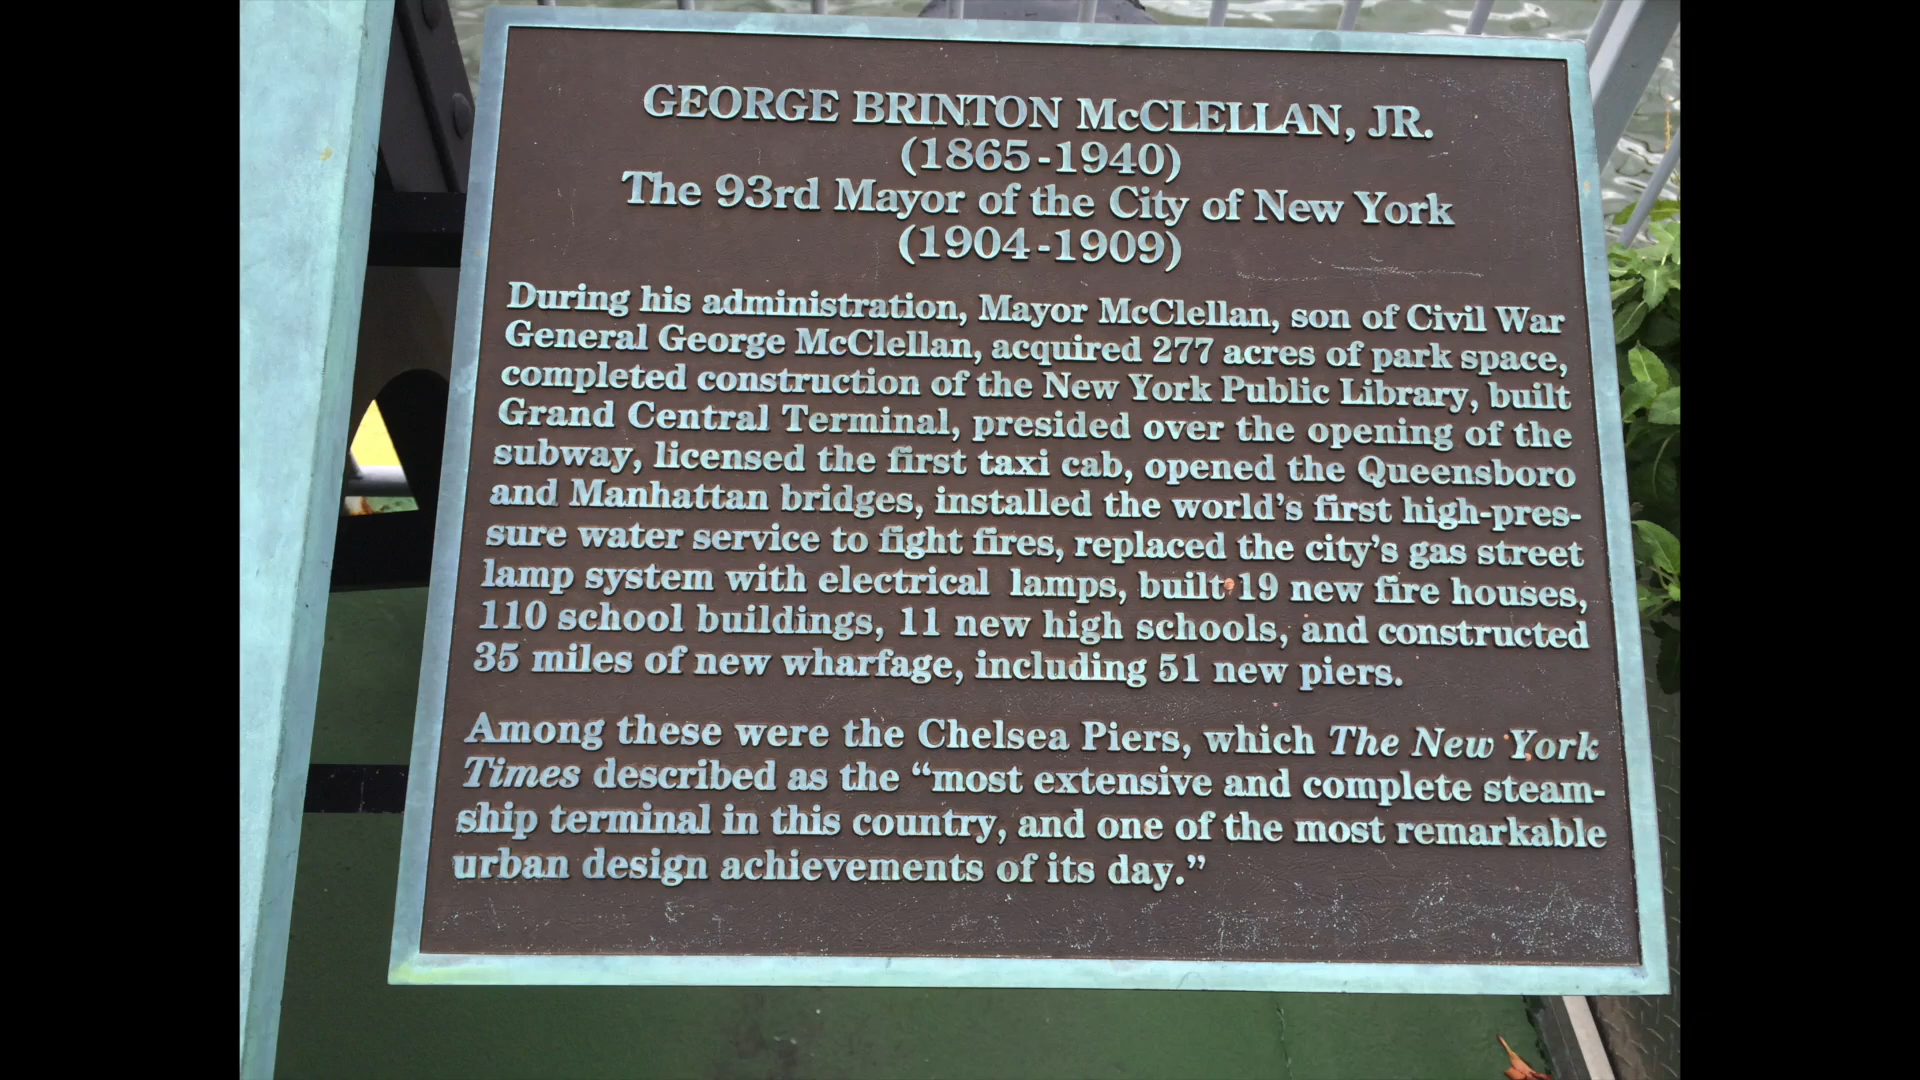 GEORGE BRINTON McCLELLAN, JR.
(1865-1940)
The 93rd Mayor of the City of New York
(1904-1909)
During his administration, Mayor McClellan, son of Civil War
General George McClellan, acquired 277 acres of park space,
completed construction of the New York Public Library, built
Grand Central Terminal, presided over the opening of the
subway, licensed the first taxi cab, opened the Queensboro
and Manhattan bridges, installed the world's first high-pres-
sure water service to fight fires, replaced the city's gas street
lamp system with electrical lamps, built 19 new fire houses,
110 school buildings, 11 new high schools, and constructed
35 miles of new wharfage, including 51 new piers.
Among these were the Chelsea Piers, which The New York
Times described as the “most extensive and complete steam-
ship terminal in this country, and one of the most remarkable
urban design achievements of its day.”